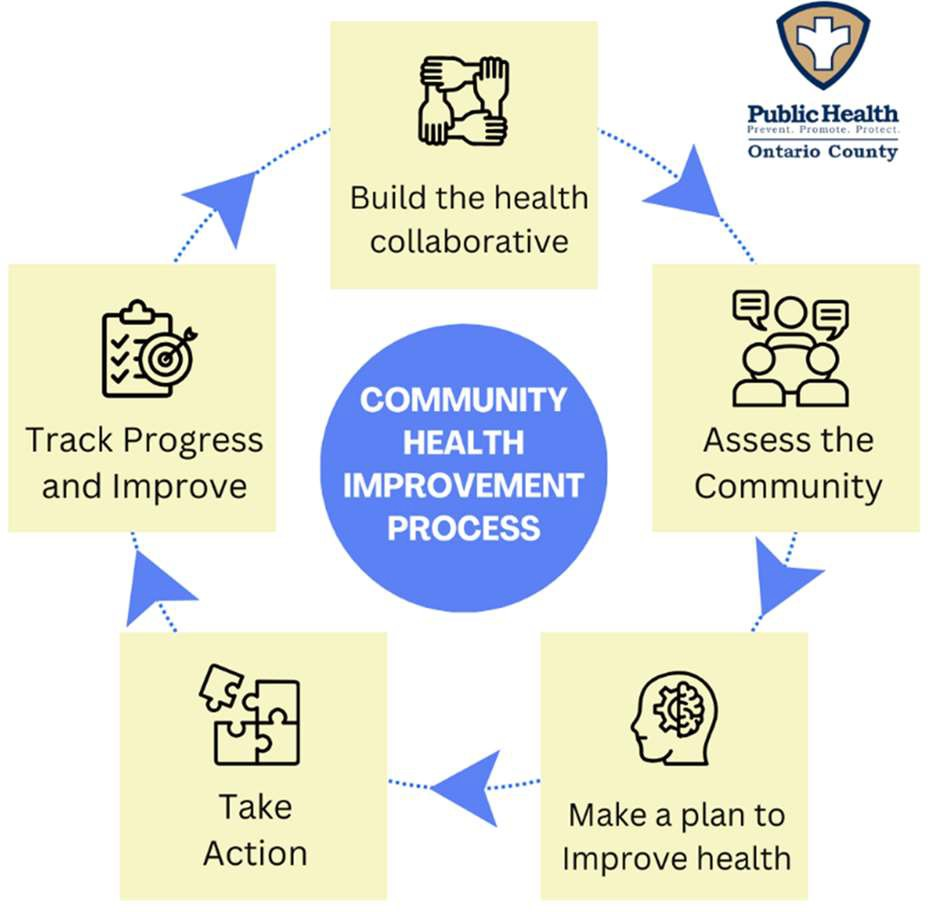 Public Health
Prevent. Promote. Protect.
Ontario County
Build the health
collaborative
Assess the
Community
Make a plan to
Improve health
Take
Action
Track Progress
and Improve
COMMUNITY
HEALTH
IMPROVEMENT
PROCESS